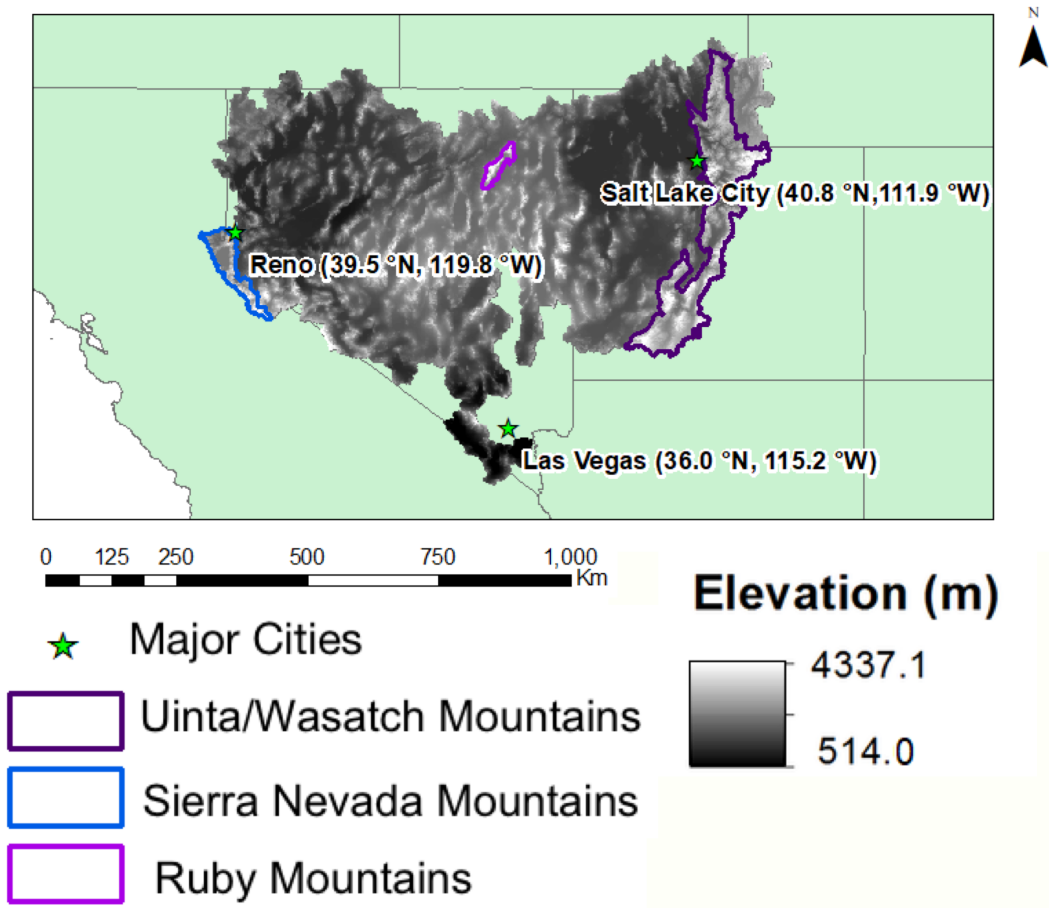 N
Salt Lake City (40.8 °N,111.9 °W)
Reno (39.5 °N, 119.8 °W)
Las Vegas (36.0 °N, 115.2 °W)
0 125 250 500 750 1,000
Km
Elevation (m)
4337.1
514.0
Major Cities
Uinta/Wasatch Mountains
Sierra Nevada Mountains
Ruby Mountains